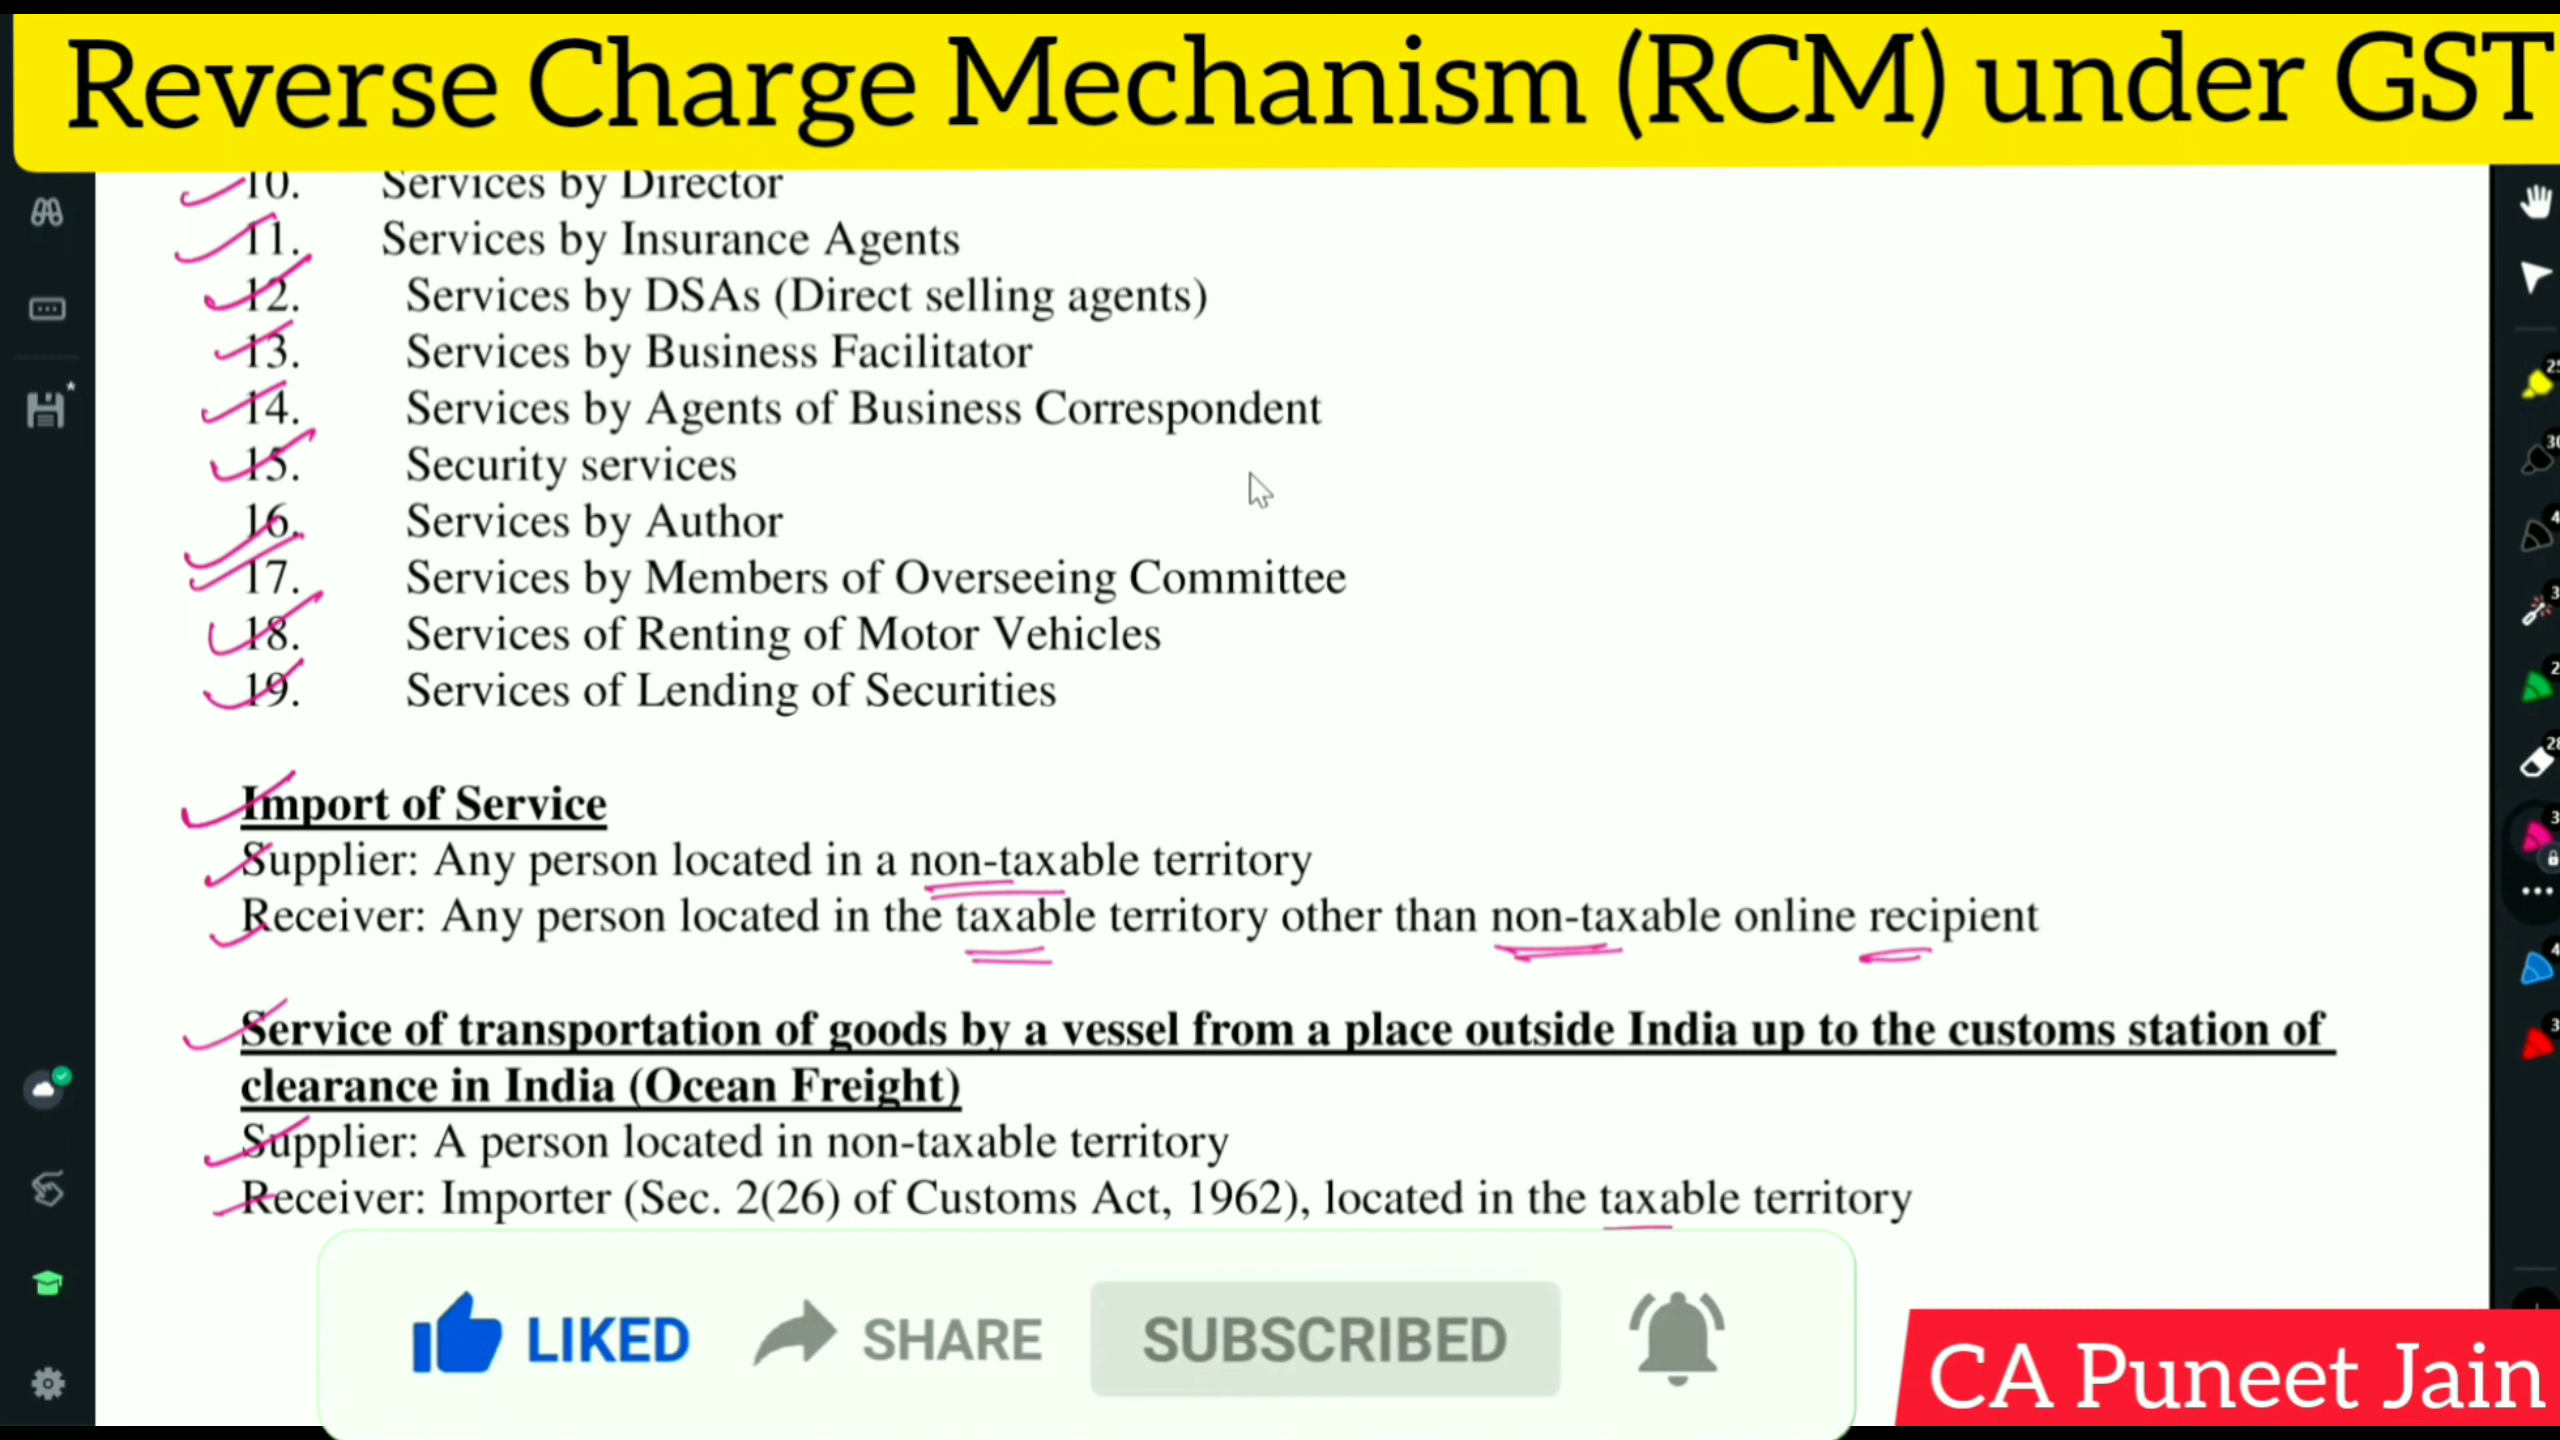 Reverse Charge Mechanism (RCM) under GST
10. Services by Director
11. Services by Insurance Agents
12. Services by DSAs (Direct selling agents)
13. Services by Business Facilitator
14. Services by Agents of Business Correspondent
15. Security services
16. Services by Author
17. Services by Members of Overseeing Committee
18. Services of Renting of Motor Vehicles
19. Services of Lending of Securities
Import of Service
Supplier: Any person located in a non-taxable territory
Receiver: Any person located in the taxable territory other than non-taxable online recipient
Service of transportation of goods by a vessel from a place outside India up to the customs station of
clearance in India (Ocean Freight)
Supplier: A person located in non-taxable territory
Receiver: Importer (Sec. 2(26) of Customs Act, 1962), located in the taxable territory
LIKED SHARE SUBSCRIBED
CA Puneet Jain